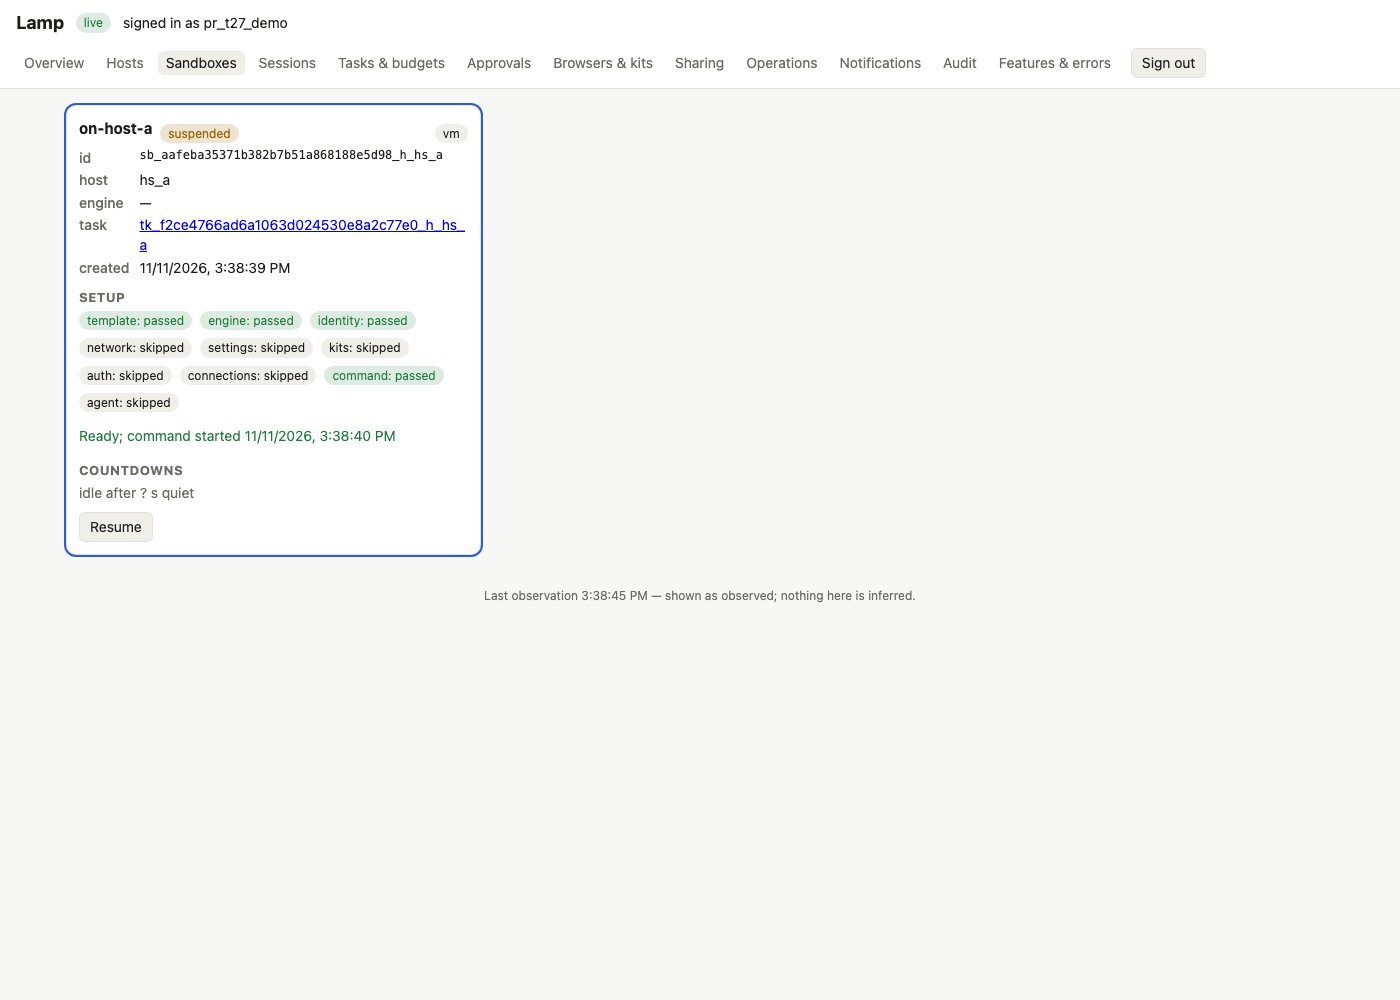 Lamp live signed in as pr_t27_demo
Overview Hosts Sandboxes Sessions Tasks & budgets Approvals Browsers & kits Sharing Operations Notifications Audit Features & errors Sign out
on-host-a suspended vm
id sb_aafeba35371b382b7b51a868188e5d98_h_hs_a
host hs_a
engine —
task tk_f2ce4766ad6a1063d024530e8a2c77e0_h_hs_
a
created 11/11/2026, 3:38:39 PM
SETUP
template: passed engine: passed identity: passed
network: skipped settings: skipped kits: skipped
auth: skipped connections: skipped command: passed
agent: skipped
Ready; command started 11/11/2026, 3:38:40 PM
COUNTDOWNS
idle after ? s quiet
Resume
Last observation 3:38:45 PM — shown as observed; nothing here is inferred.